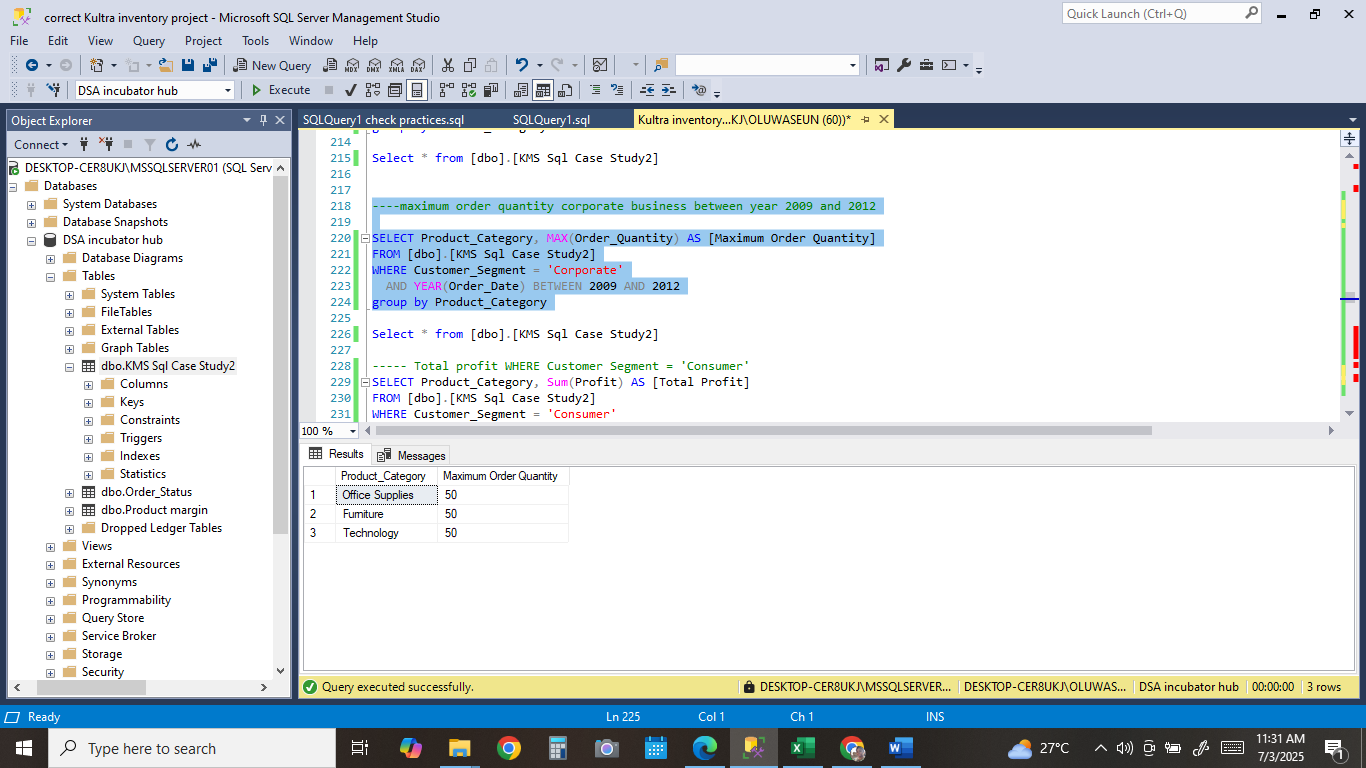 correct Kultra inventory project - Microsoft SQL Server Management Studio
Quick Launch (Ctrl+Q)
File Edit View Query Project Tools Window Help
New Query MDX DMX XMLA DAX
DSA incubator hub Execute
Object Explorer
SQLQuery1 check practices.sql SQLQuery1.sql Kultra inventory...KJ\OLUWASEUN (60))*
Connect
DESKTOP-CER8UKJ\MSSQLSERVER01 (SQL Serv
Databases
System Databases
Database Snapshots
DSA incubator hub
Database Diagrams
Tables
System Tables
FileTables
External Tables
Graph Tables
dbo.KMS Sql Case Study2
Columns
Keys
Constraints
Triggers
Indexes
Statistics
dbo.Order_Status
dbo.Product margin
Dropped Ledger Tables
Views
External Resources
Synonyms
Programmability
Query Store
Service Broker
Storage
Security
214
215 Select * from [dbo].[KMS Sql Case Study2]
216
217
218 ----maximum order quantity corporate business between year 2009 and 2012
219
220 SELECT Product_Category, MAX(Order_Quantity) AS [Maximum Order Quantity]
221 FROM [dbo].[KMS Sql Case Study2]
222 WHERE Customer_Segment = 'Corporate'
223 AND YEAR(Order_Date) BETWEEN 2009 AND 2012
224 group by Product_Category
225
226 Select * from [dbo].[KMS Sql Case Study2]
227
228 ----- Total profit WHERE Customer Segment = 'Consumer'
229 SELECT Product_Category, Sum(Profit) AS [Total Profit]
230 FROM [dbo].[KMS Sql Case Study2]
231 WHERE Customer_Segment = 'Consumer'
100 %
Results Messages
Product_Category Maximum Order Quantity
1 Office Supplies 50
2 Furniture 50
3 Technology 50
Query executed successfully. DESKTOP-CER8UKJ\MSSQLSERVER... DESKTOP-CER8UKJ\OLUWAS... DSA incubator hub 00:00:00 3 rows
Ready Ln 225 Col 1 Ch 1 INS
Type here to search
27°C
11:31 AM
7/3/2025
1